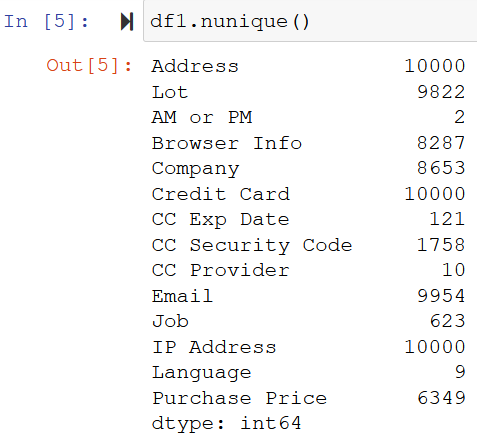 In [5]: df1.nunique()
Out[5]: Address 10000
Lot 9822
AM or PM 2
Browser Info 8287
Company 8653
Credit Card 10000
CC Exp Date 121
CC Security Code 1758
CC Provider 10
Email 9954
Job 623
IP Address 10000
Language 9
Purchase Price 6349
dtype: int64